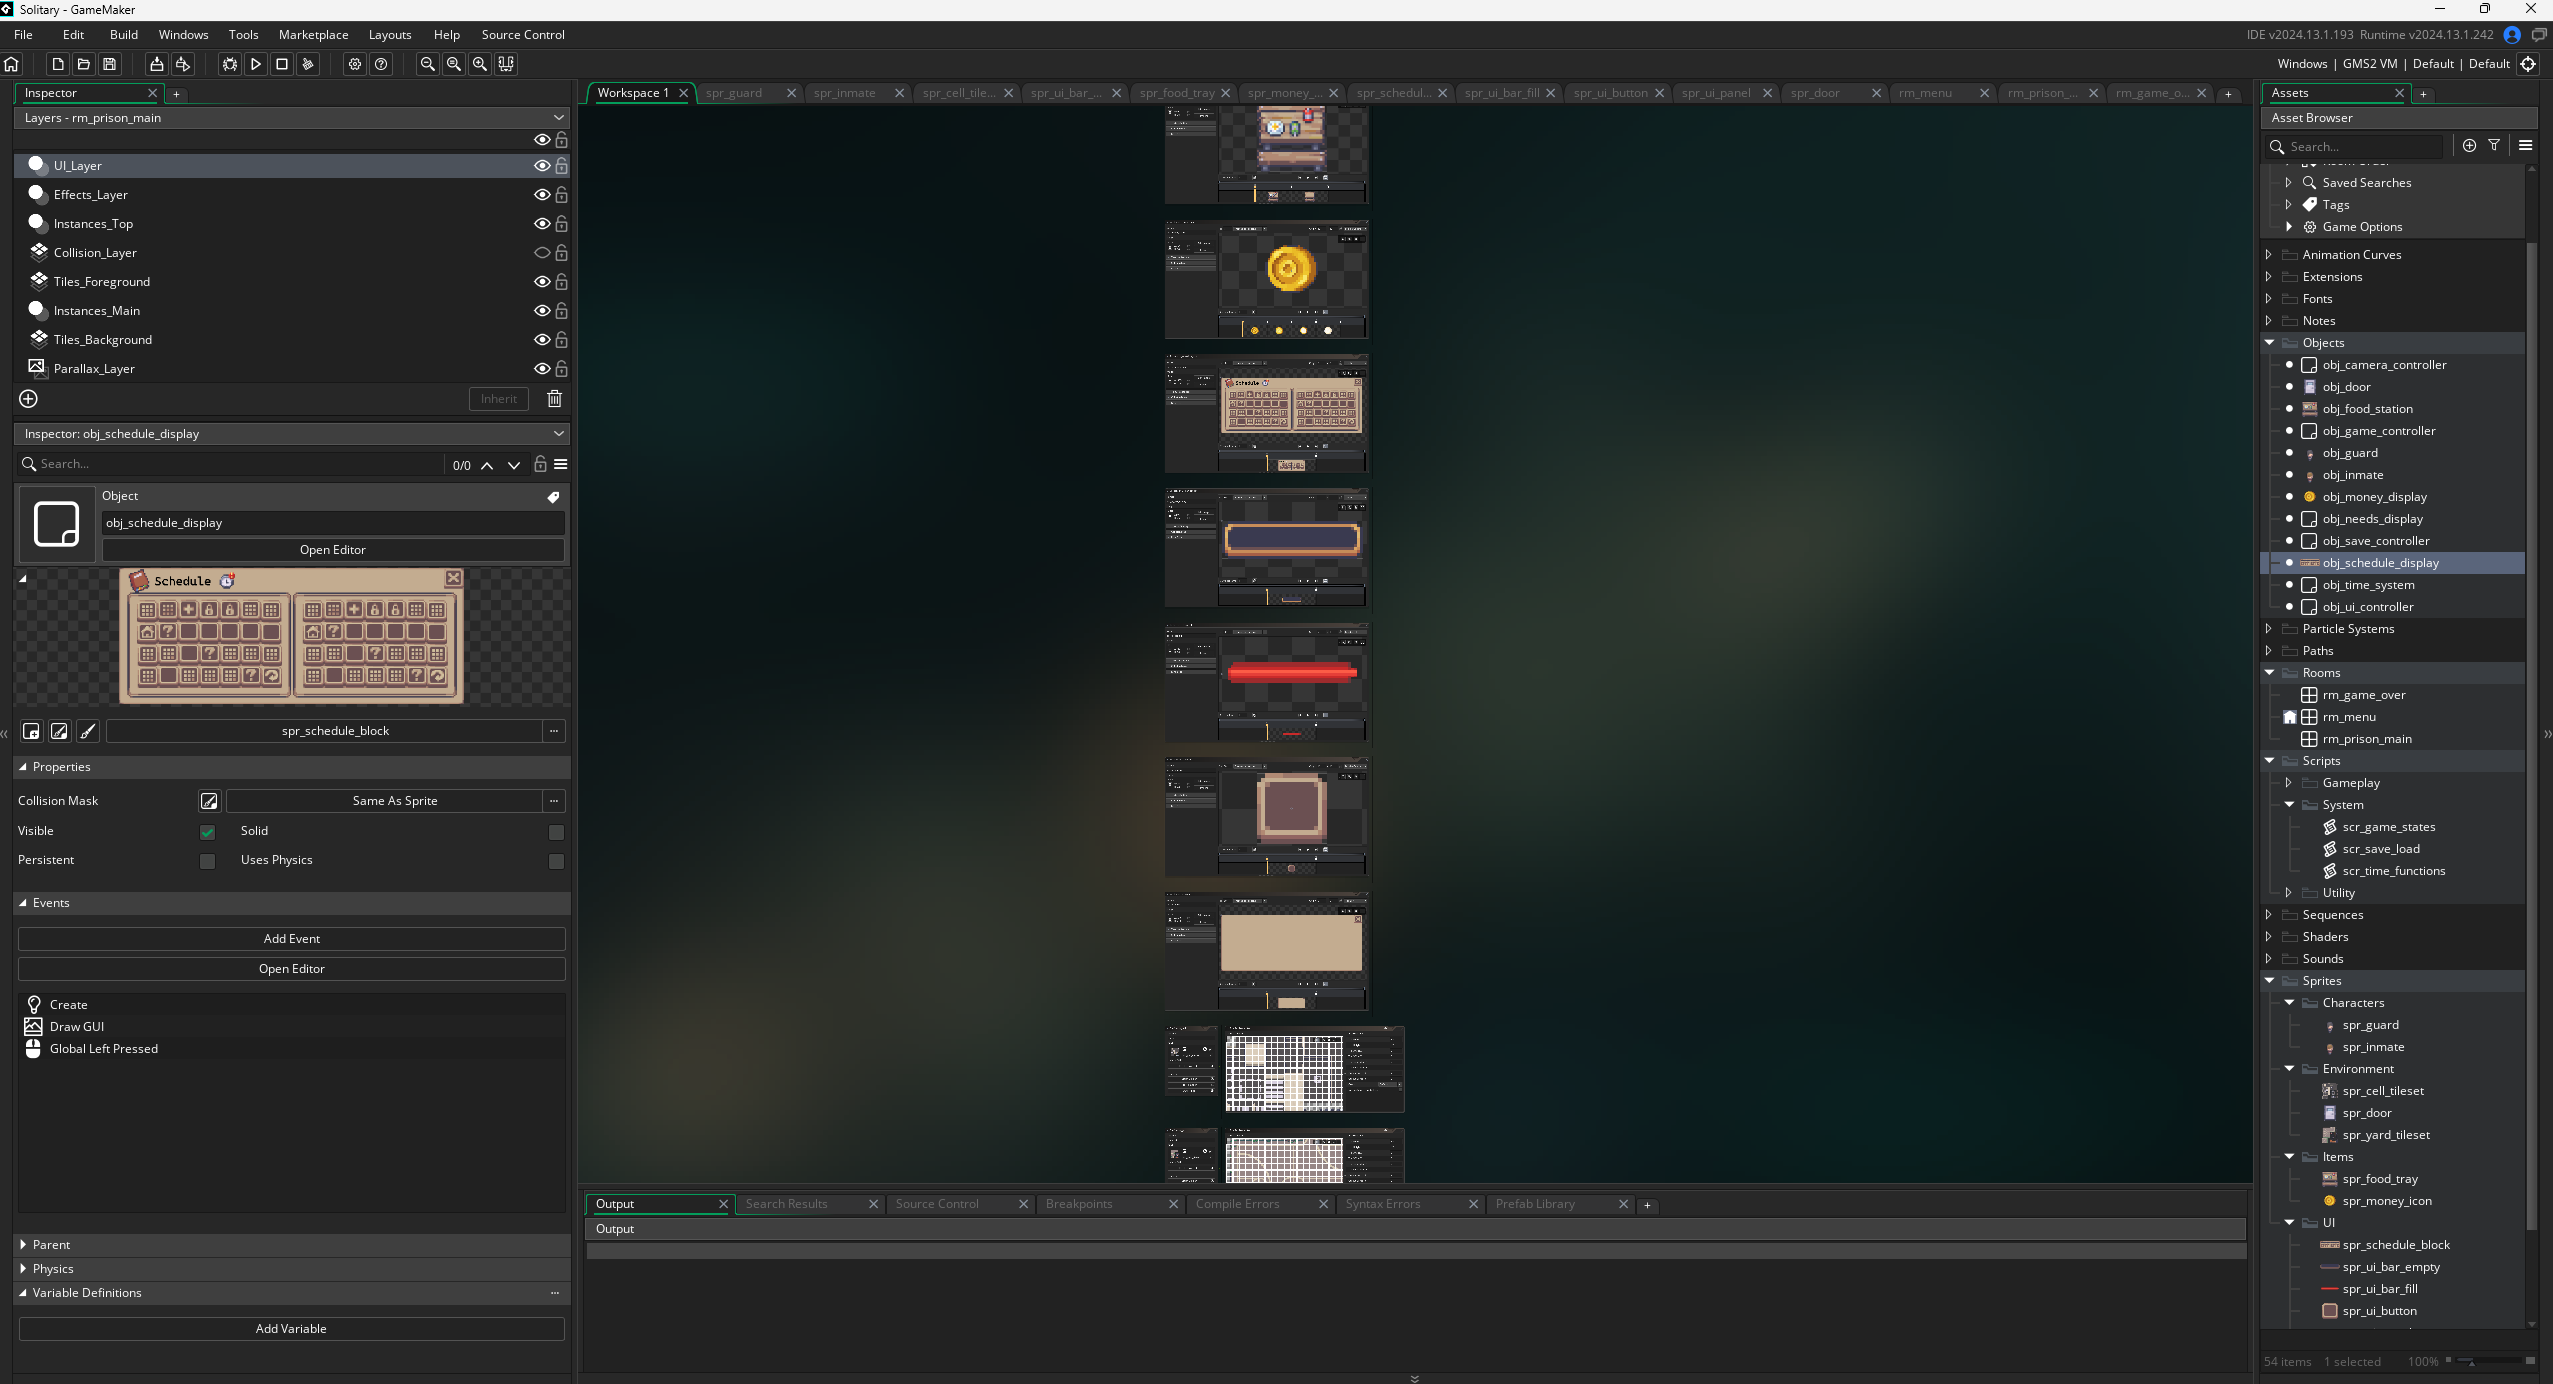 Solitary - GameMaker
File Edit Build Windows Tools Marketplace Layouts Help Source Control
IDE v2024.13.1.193 Runtime v2024.13.1.242
Windows | GMS2 VM | Default | Default
Inspector
Layers - rm_prison_main
UI_Layer
Effects_Layer
Instances_Top
Collision_Layer
Tiles_Foreground
Instances_Main
Tiles_Background
Parallax_Layer
Inherit
Inspector: obj_schedule_display
Search...
0/0
Object
obj_schedule_display
Open Editor
Schedule
spr_schedule_block
Properties
Collision Mask
Same As Sprite
Visible
Solid
Persistent
Uses Physics
Events
Add Event
Open Editor
Create
Draw GUI
Global Left Pressed
Parent
Physics
Variable Definitions
Add Variable
Workspace 1 spr_guard spr_inmate spr_cell_tile... spr_ui_bar_... spr_food_tray spr_money_... spr_schedul... spr_ui_bar_fill spr_ui_button spr_ui_panel spr_door rm_menu rm_prison_... rm_game_o...
Schedule
Output Search Results Source Control Breakpoints Compile Errors Syntax Errors Prefab Library
Output
Assets
Asset Browser
Search...
Saved Searches
Tags
Game Options
Animation Curves
Extensions
Fonts
Notes
Objects
obj_camera_controller
obj_door
obj_food_station
obj_game_controller
obj_guard
obj_inmate
obj_money_display
obj_needs_display
obj_save_controller
obj_schedule_display
obj_time_system
obj_ui_controller
Particle Systems
Paths
Rooms
rm_game_over
rm_menu
rm_prison_main
Scripts
Gameplay
System
scr_game_states
scr_save_load
scr_time_functions
Utility
Sequences
Shaders
Sounds
Sprites
Characters
spr_guard
spr_inmate
Environment
spr_cell_tileset
spr_door
spr_yard_tileset
Items
spr_food_tray
spr_money_icon
UI
spr_schedule_block
spr_ui_bar_empty
spr_ui_bar_fill
spr_ui_button
54 items 1 selected 100%